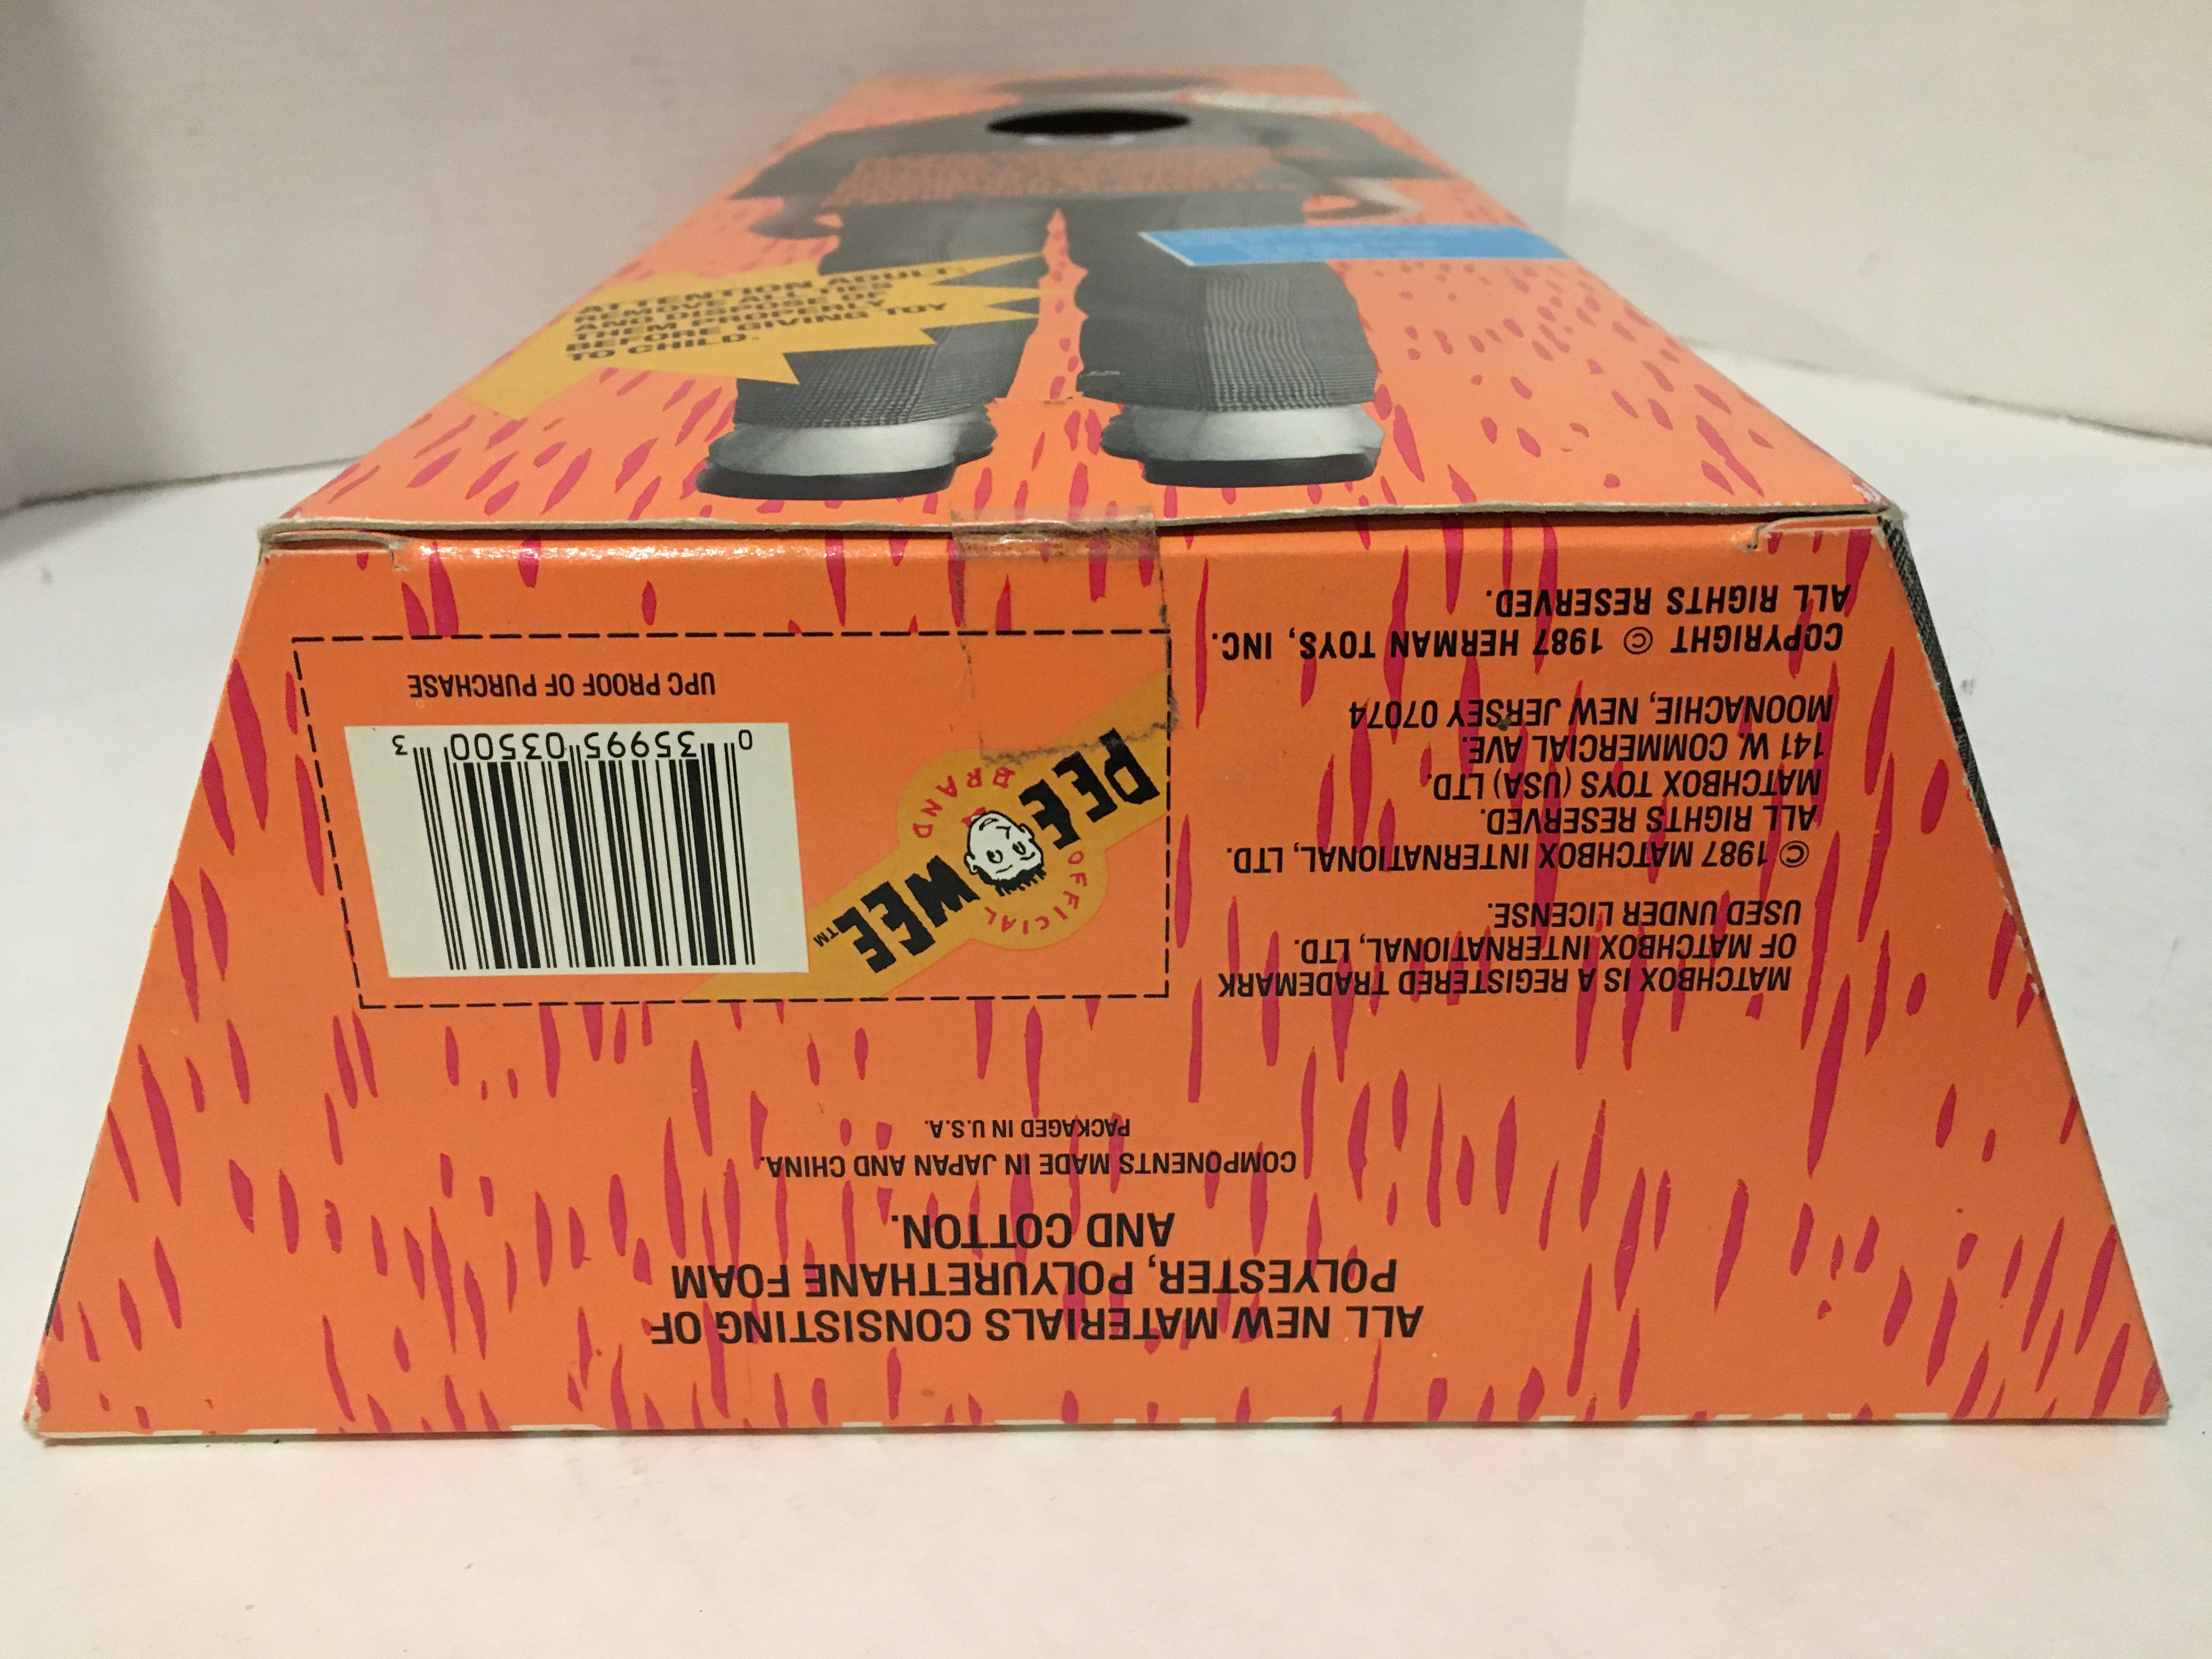 ATTENTION ADULT:
REMOVE ALL TIES
AND DISPOSE OF
THEM PROPERLY
BEFORE GIVING TOY
TO CHILD.
ALL NEW MATERIALS CONSISTING OF
POLYESTER, POLYURETHANE FOAM
AND COTTON.
COMPONENTS MADE IN JAPAN AND CHINA.
PACKAGED IN U.S.A.
MATCHBOX IS A REGISTERED TRADEMARK
OF MATCHBOX INTERNATIONAL, LTD.
USED UNDER LICENSE.
© 1987 MATCHBOX INTERNATIONAL, LTD.
ALL RIGHTS RESERVED.
MATCHBOX TOYS (USA) LTD.
141 W. COMMERCIAL AVE.
MOONACHIE, NEW JERSEY 07074
COPYRIGHT © 1987 HERMAN TOYS, INC.
ALL RIGHTS RESERVED.
OFFICIAL
PEE WEE™
BRAND
0 35995 03500 3
UPC PROOF OF PURCHASE